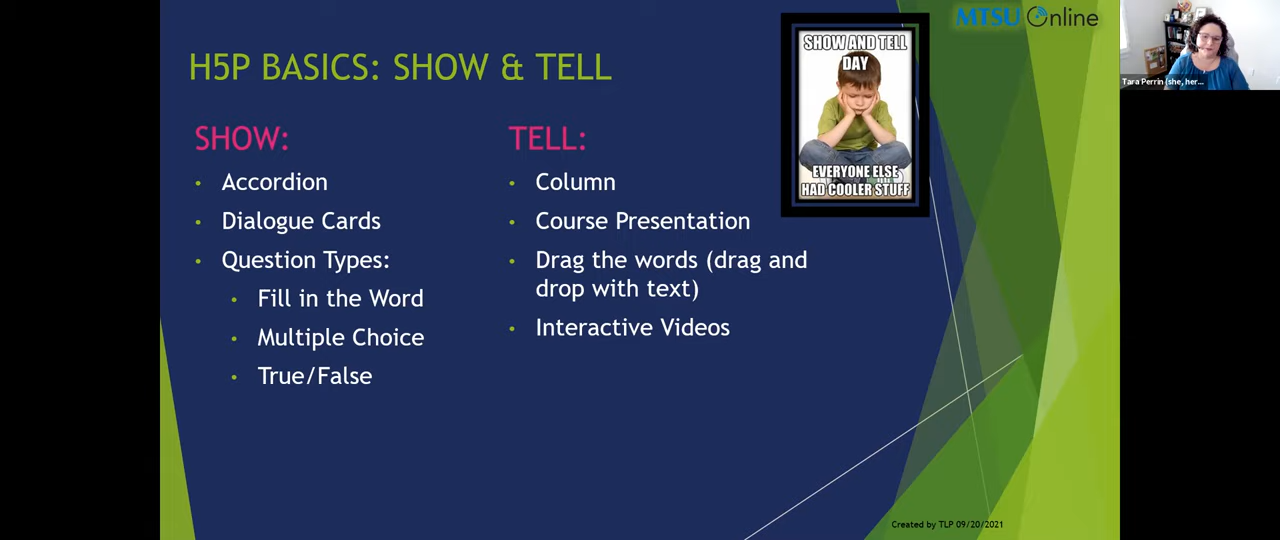 MTSU Online
H5P BASICS: SHOW & TELL
SHOW AND TELL
DAY
EVERYONE ELSE
HAD COOLER STUFF
Tara Perrin (she, her...
SHOW:
• Accordion
• Dialogue Cards
• Question Types:
• Fill in the Word
• Multiple Choice
• True/False
TELL:
• Column
• Course Presentation
• Drag the words (drag and
drop with text)
• Interactive Videos
Created by TLP 09/20/2021